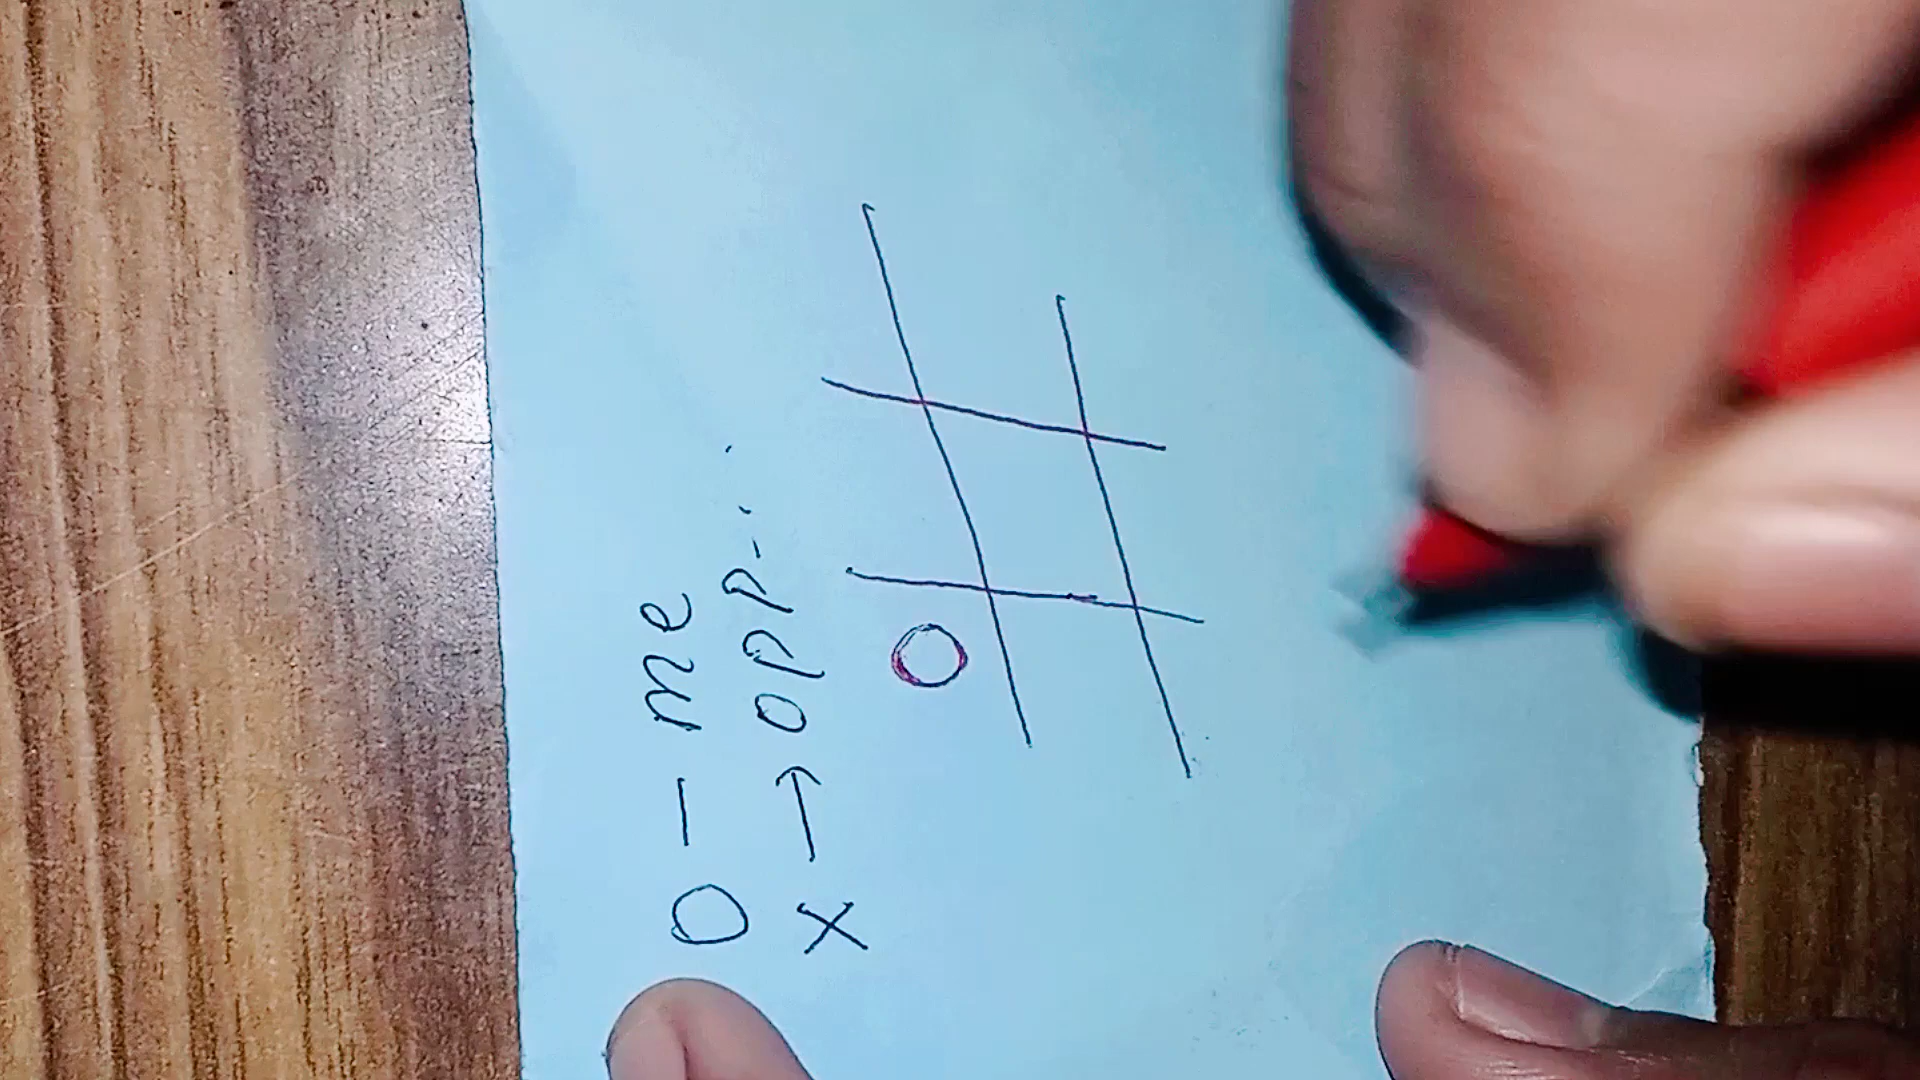 O — me
x → opp -..
O